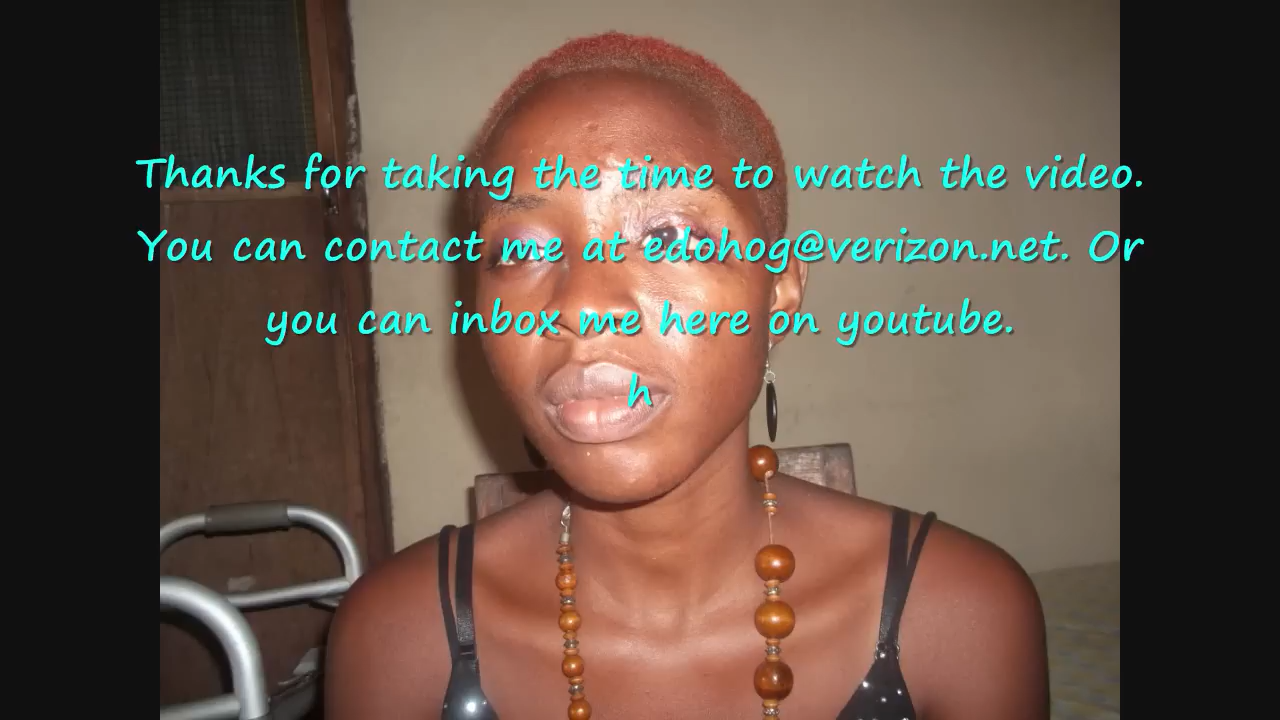 Thanks for taking the time to watch the video.
You can contact me at edohog@verizon.net. Or
you can inbox me here on youtube.
h